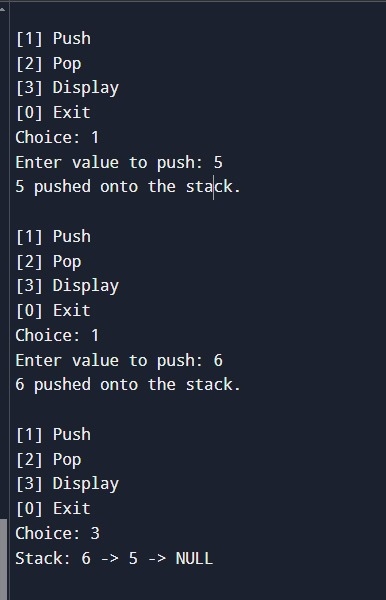 [1] Push
[2] Pop
[3] Display
[0] Exit
Choice: 1
Enter value to push: 5
5 pushed onto the stack.
[1] Push
[2] Pop
[3] Display
[0] Exit
Choice: 1
Enter value to push: 6
6 pushed onto the stack.
[1] Push
[2] Pop
[3] Display
[0] Exit
Choice: 3
Stack: 6 -> 5 -> NULL